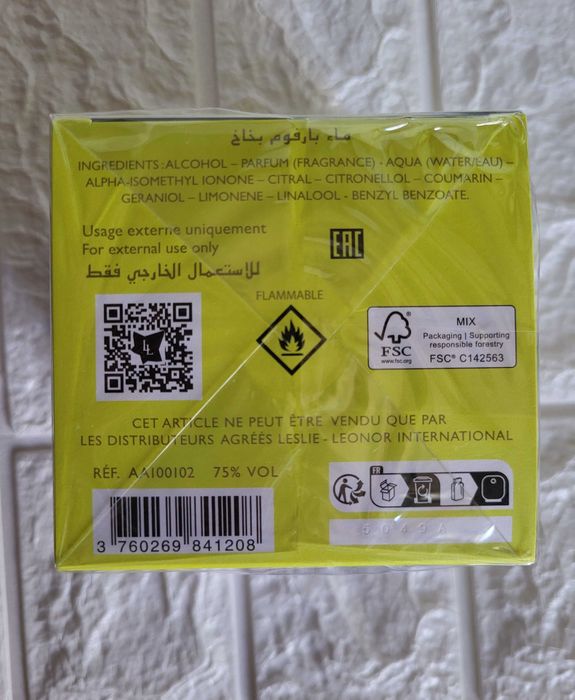 ماء بارفوم بخاخ
INGREDIENTS :ALCOHOL – PARFUM (FRAGRANCE) - AQUA (WATER/EAU) –
ALPHA-ISOMETHYL IONONE – CITRAL – CITRONELLOL – COUMARIN –
GERANIOL – LIMONENE – LINALOOL - BENZYL BENZOATE.
Usage externe uniquement
For external use only
للاستعمال الخارجي فقط
EAC
FLAMMABLE
FSC
www.fsc.org
MIX
Packaging | Supporting
responsible forestry
FSC® C142563
CET ARTICLE NE PEUT ÊTRE VENDU QUE PAR
LES DISTRIBUTEURS AGRÉÉS LESLIE - LEONOR INTERNATIONAL
RÉF. AA100102 75% VOL
FR
3 760269 841208
5049A